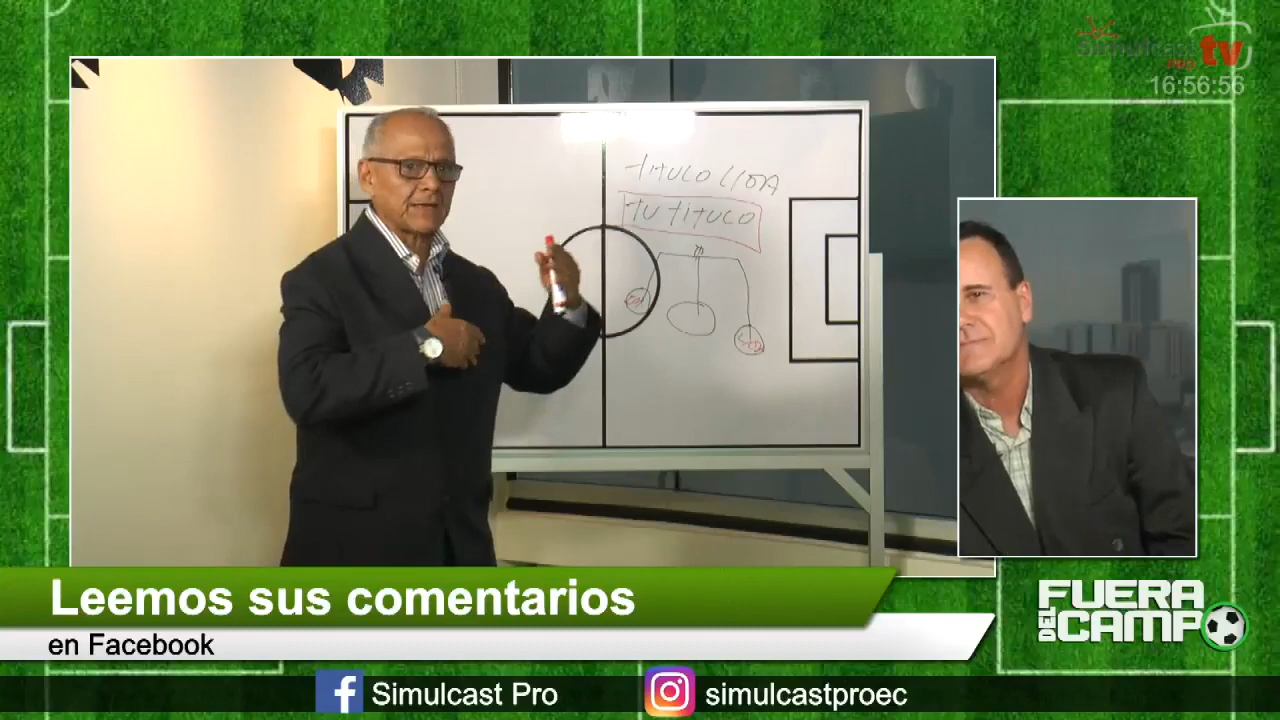 Simulcast tv
PRO
16:56:56
TITULO
TU TITULO
Leemos sus comentarios
en Facebook
FUERA
DEL CAMPO
Simulcast Pro
simulcastproec